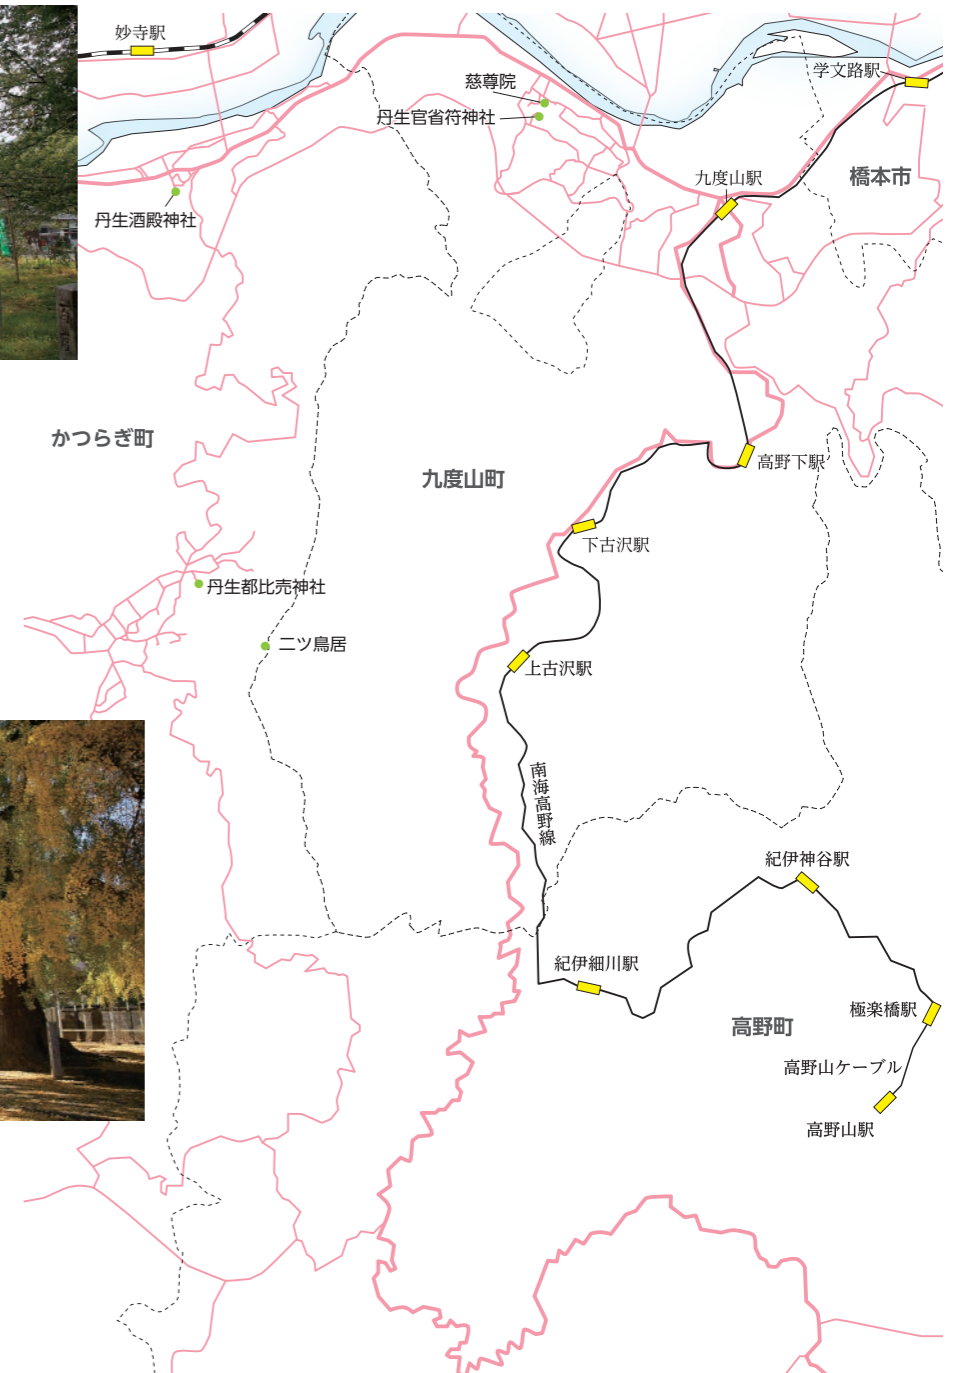 妙寺駅
慈尊院
学文路駅
丹生官省符神社
九度山駅
橋本市
丹生酒殿神社
かつらぎ町
高野下駅
九度山町
下古沢駅
丹生都比売神社
二ツ鳥居
上古沢駅
南海高野線
紀伊神谷駅
紀伊細川駅
極楽橋駅
高野町
高野山ケーブル
高野山駅